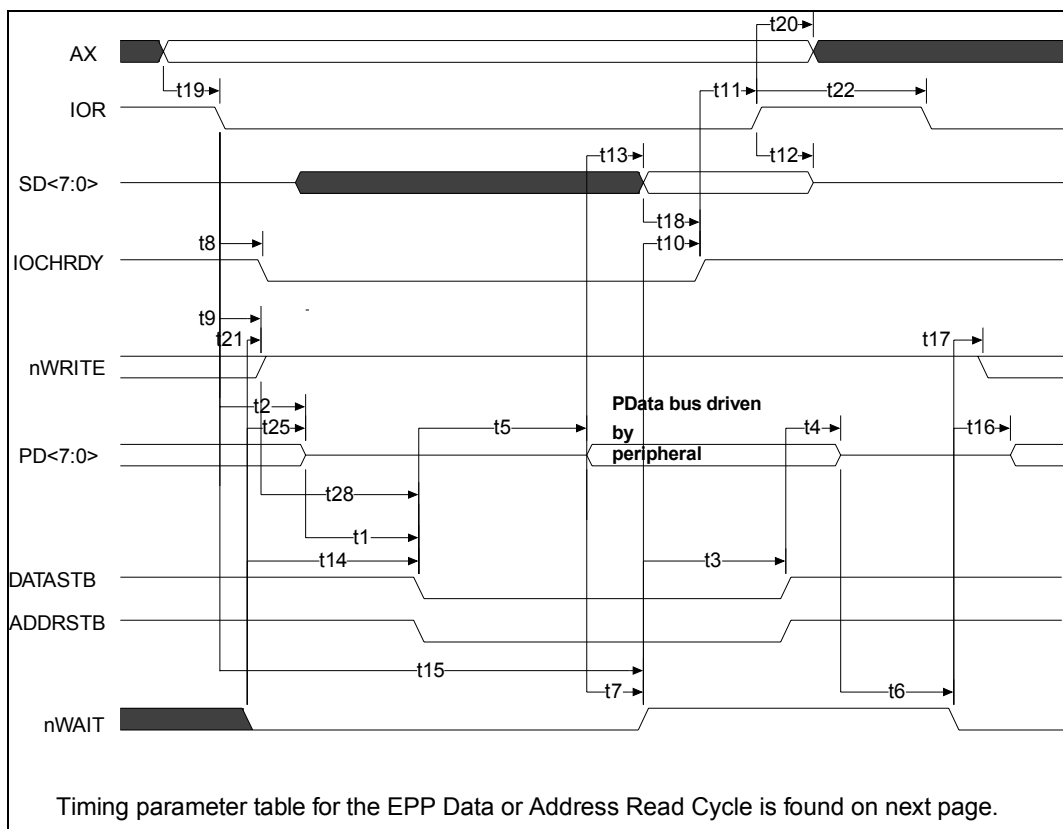 t20
AX
t19
t11
t22
IOR
t13
t12
SD<7:0>
t18
t8
t10
IOCHRDY
t9
t21
t17
nWRITE
t2
PData bus driven
t25
t5
by
t4
t16
PD<7:0>
peripheral
t28
t1
t14
t3
DATASTB
ADDRSTB
t15
t7
t6
nWAIT
Timing parameter table for the EPP Data or Address Read Cycle is found on next page.